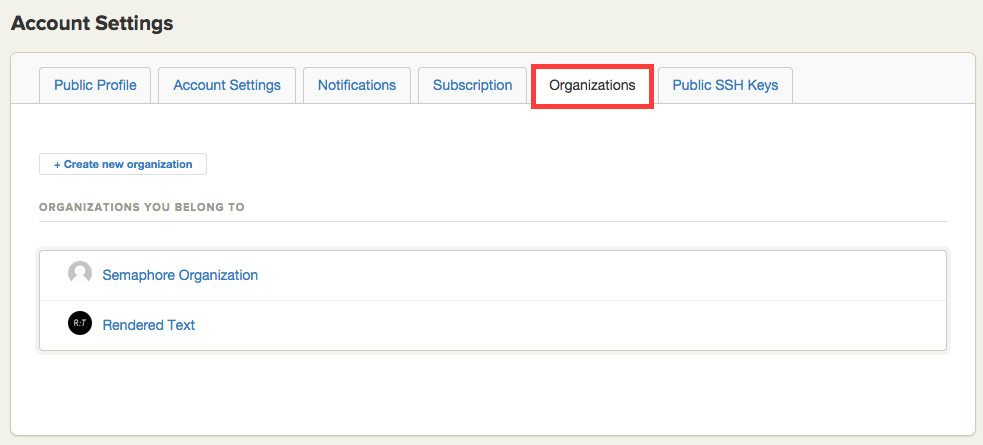 Account Settings
Public Profile Account Settings Notifications Subscription Organizations Public SSH Keys
+ Create new organization
ORGANIZATIONS YOU BELONG TO
Semaphore Organization
R:T Rendered Text